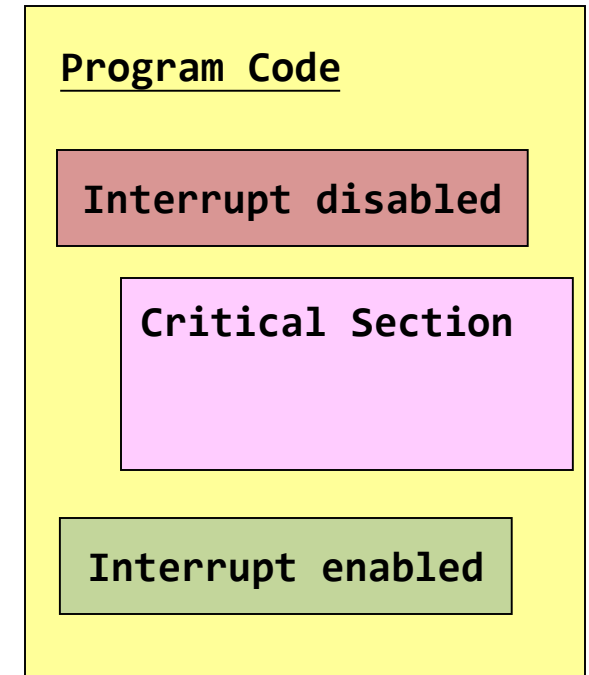 Program Code
Interrupt disabled
Critical Section
Interrupt enabled